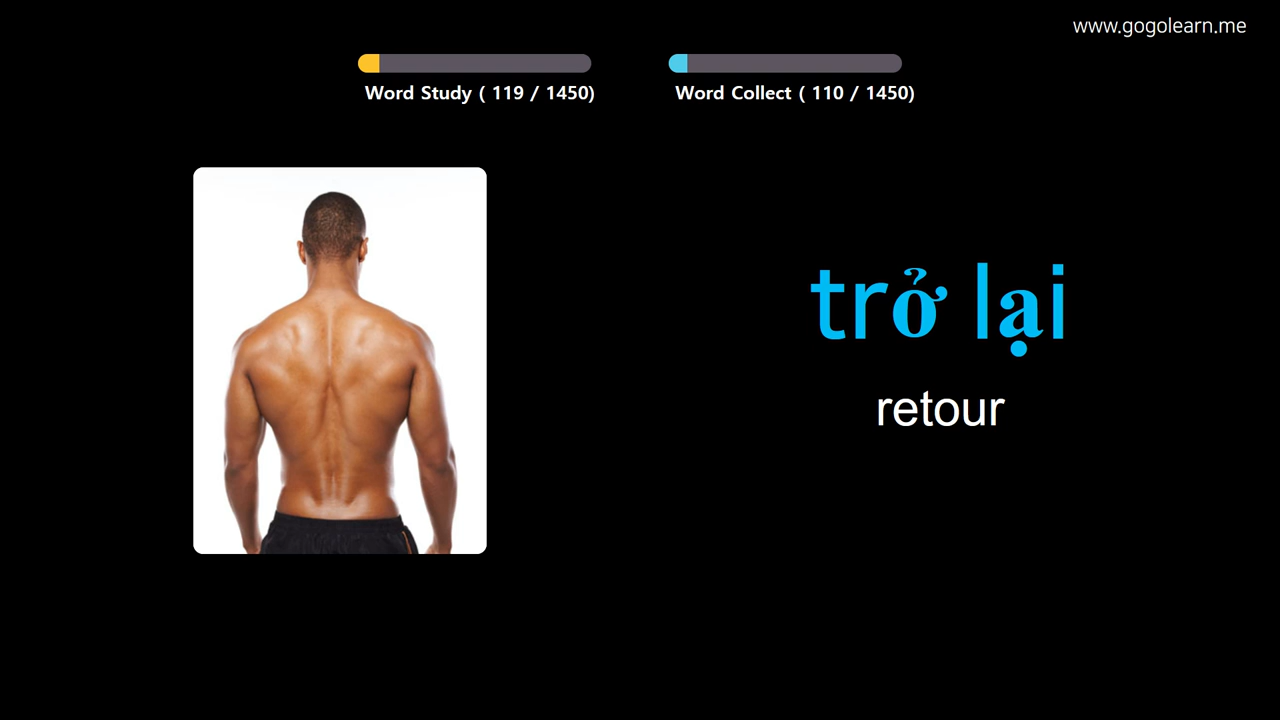 www.gogolearn.me
Word Study ( 119 / 1450)
Word Collect ( 110 / 1450)
trở lại
retour